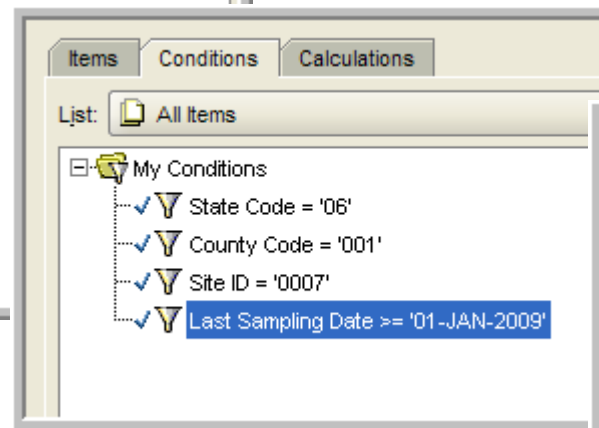 Items Conditions Calculations
List: All Items
My Conditions
State Code = '06'
County Code = '001'
Site ID = '0007'
Last Sampling Date >= '01-JAN-2009'